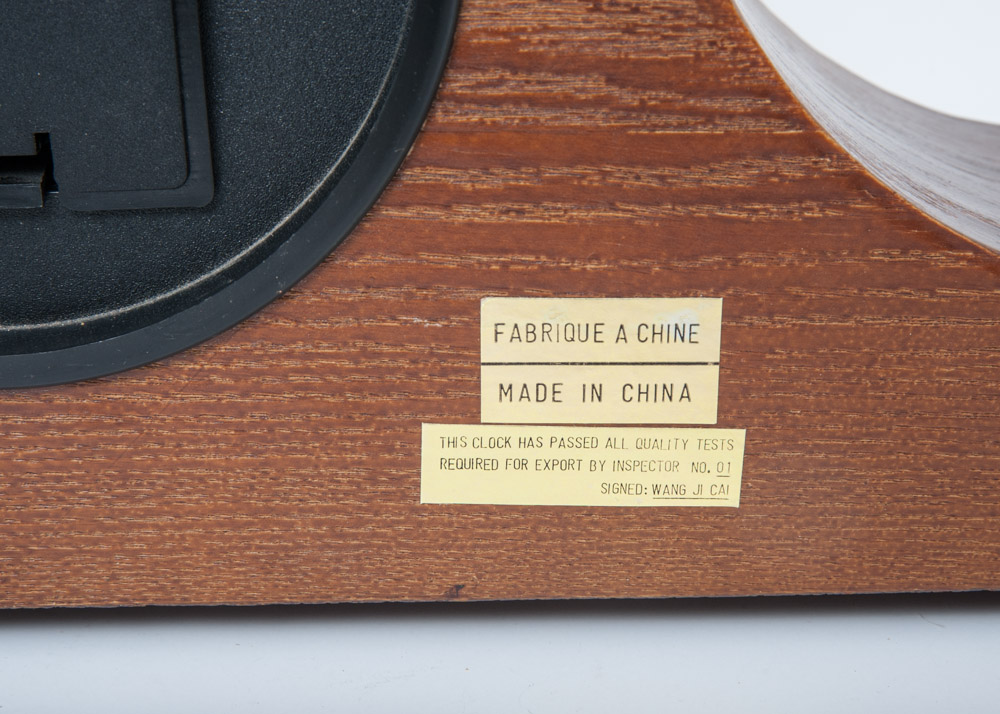 FABRIQUE A CHINE
MADE IN CHINA
THIS CLOCK HAS PASSED ALL QUALITY TESTS
REQUIRED FOR EXPORT BY INSPECTOR NO. 01
SIGNED: WANG JI CAI